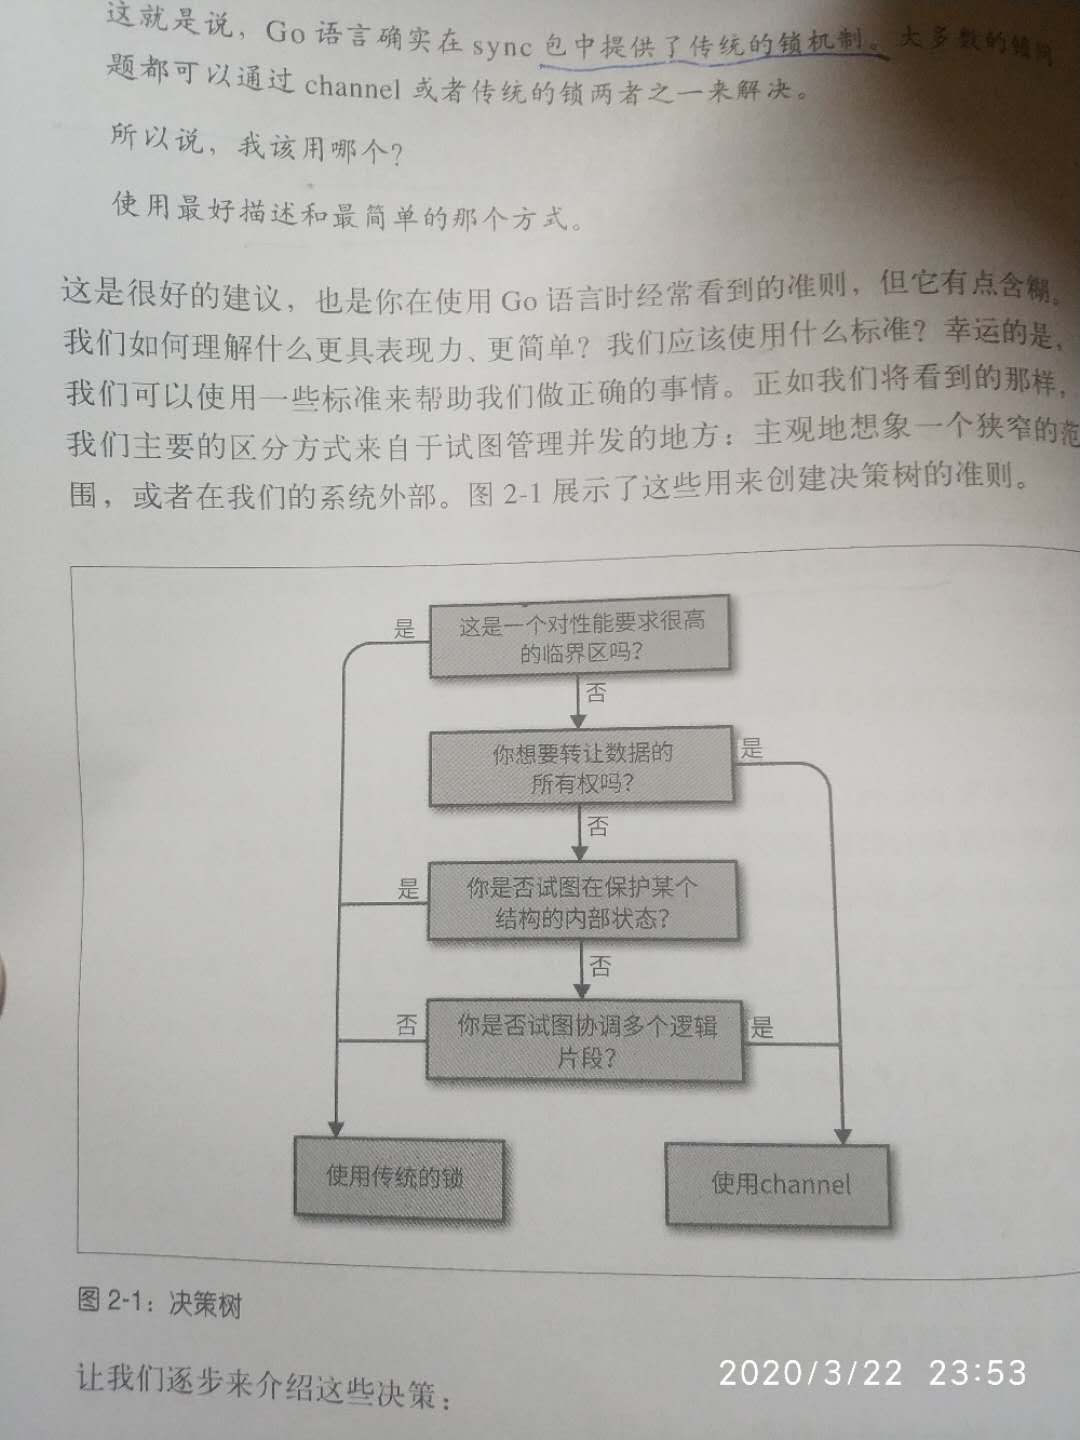 这就是说，Go 语言确实在 sync 包中提供了传统的锁机制。大多数的锁问
题都可以通过 channel 或者传统的锁两者之一来解决。
所以说，我该用哪个？
使用最好描述和最简单的那个方式。
这是很好的建议，也是你在使用 Go 语言时经常看到的准则，但它有点含糊。
我们如何理解什么更具表现力、更简单？我们应该使用什么标准？幸运的是，
我们可以使用一些标准来帮助我们做正确的事情。正如我们将看到的那样，
我们主要的区分方式来自于试图管理并发的地方：主观地想象一个狭窄的范
围，或者在我们的系统外部。图 2-1 展示了这些用来创建决策树的准则。
是
这是一个对性能要求很高
的临界区吗？
否
你想要转让数据的
所有权吗？
是
否
是
你是否试图在保护某个
结构的内部状态？
否
否
你是否试图协调多个逻辑
片段？
是
使用传统的锁
使用channel
图 2-1：决策树
让我们逐步来介绍这些决策：
2020/3/22 23:53